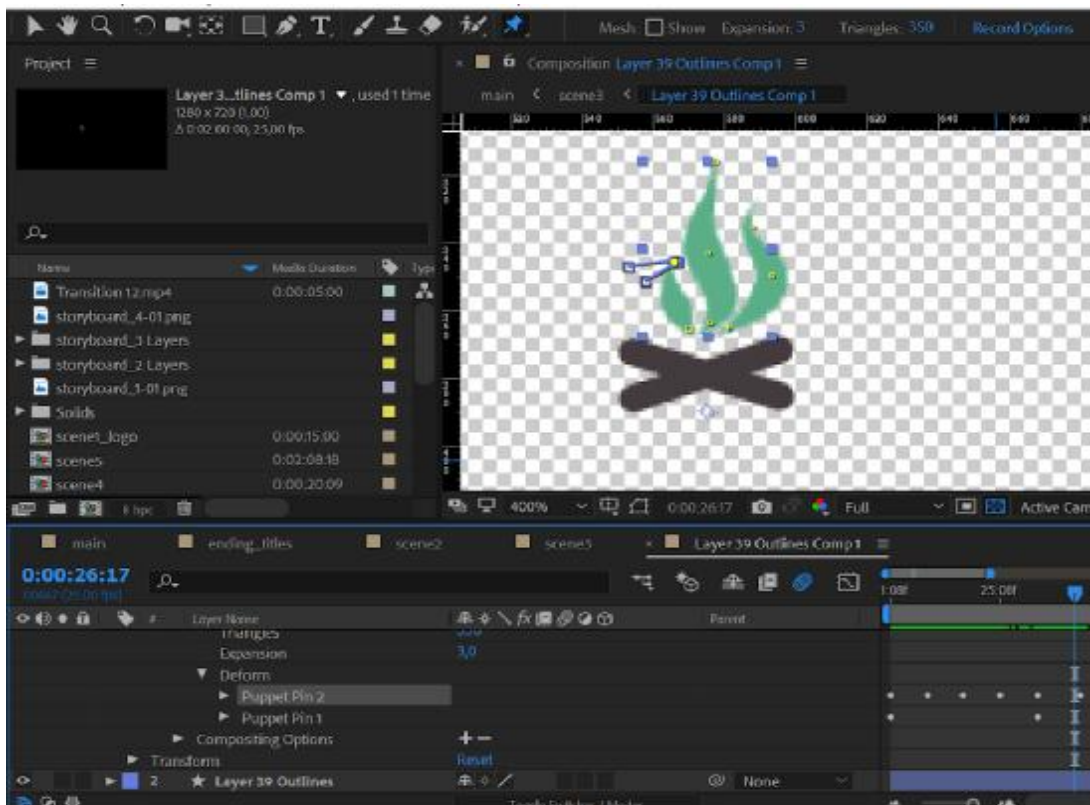 Mesh: Show Expansion: 3 Triangles: 350 Record Options
Project
Composition Layer 39 Outlines Comp 1
Layer 3...tlines Comp 1 , used 1 time
1280 x 720 (1,00)
Δ 0:02:00:00, 25,00 fps
main scene3 Layer 39 Outlines Comp 1
Name Media Duration Type
Transition 12.mp4 0:00:05:00
storyboard_4-01.png
storyboard_3 Layers
storyboard_2 Layers
storyboard_1-01.png
Solids
scene1_logo 0:00:15:00
scene5 0:02:08:18
scene4 0:00:20:09
8 bpc
400% 0:00:26:17 Full Active Cam
main ending_titles scene2 scene3 Layer 39 Outlines Comp 1
0:00:26:17
25:08f
# Layer Name Parent
Triangles 350
Expansion 3,0
Deform
Puppet Pin 2
Puppet Pin 1
Compositing Options
Transform Reset
2 Layer 39 Outlines None